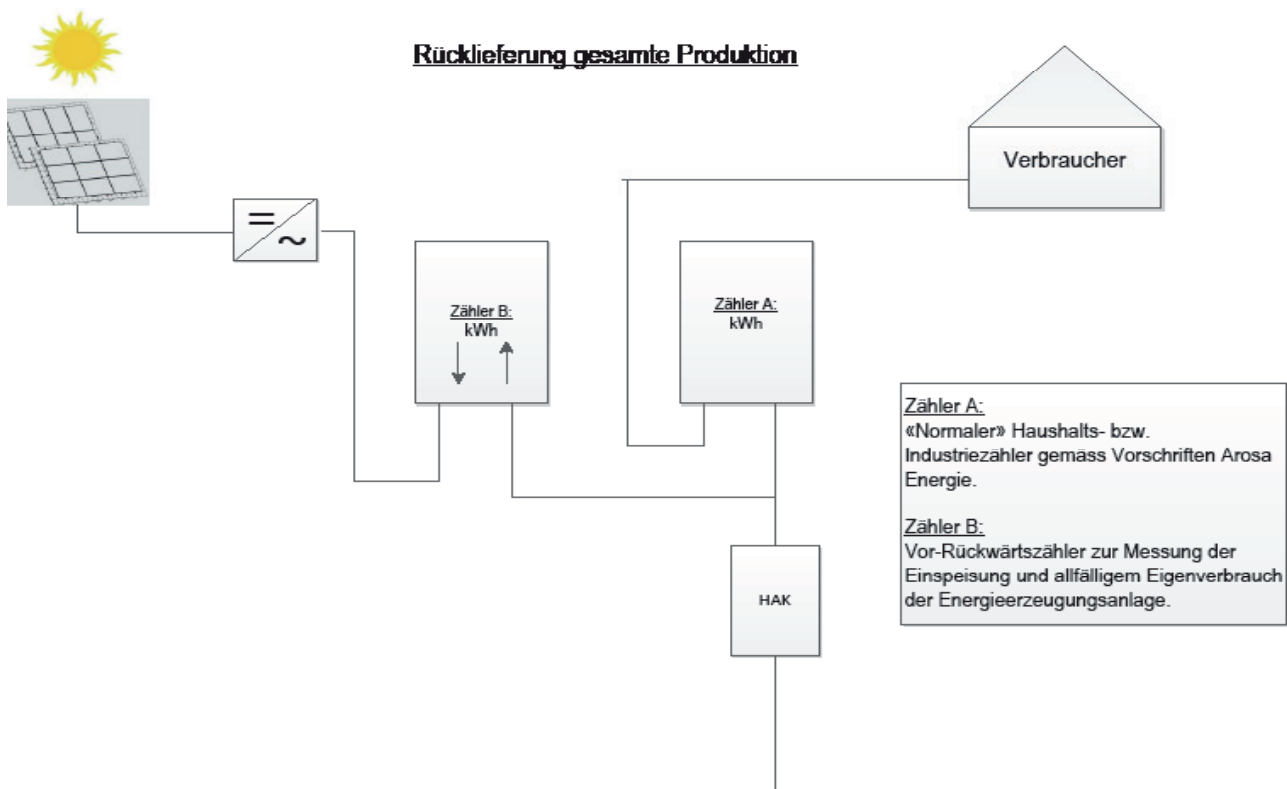 Rücklieferung gesamte Produktion
Verbraucher
=
~
Zähler B:
kWh
Zähler A:
kWh
Zähler A:
«Normaler» Haushalts- bzw.
Industriezähler gemäss Vorschriften Arosa
Energie.
Zähler B:
Vor-Rückwärtszähler zur Messung der
Einspeisung und allfälligem Eigenverbrauch
der Energieerzeugungsanlage.
HAK